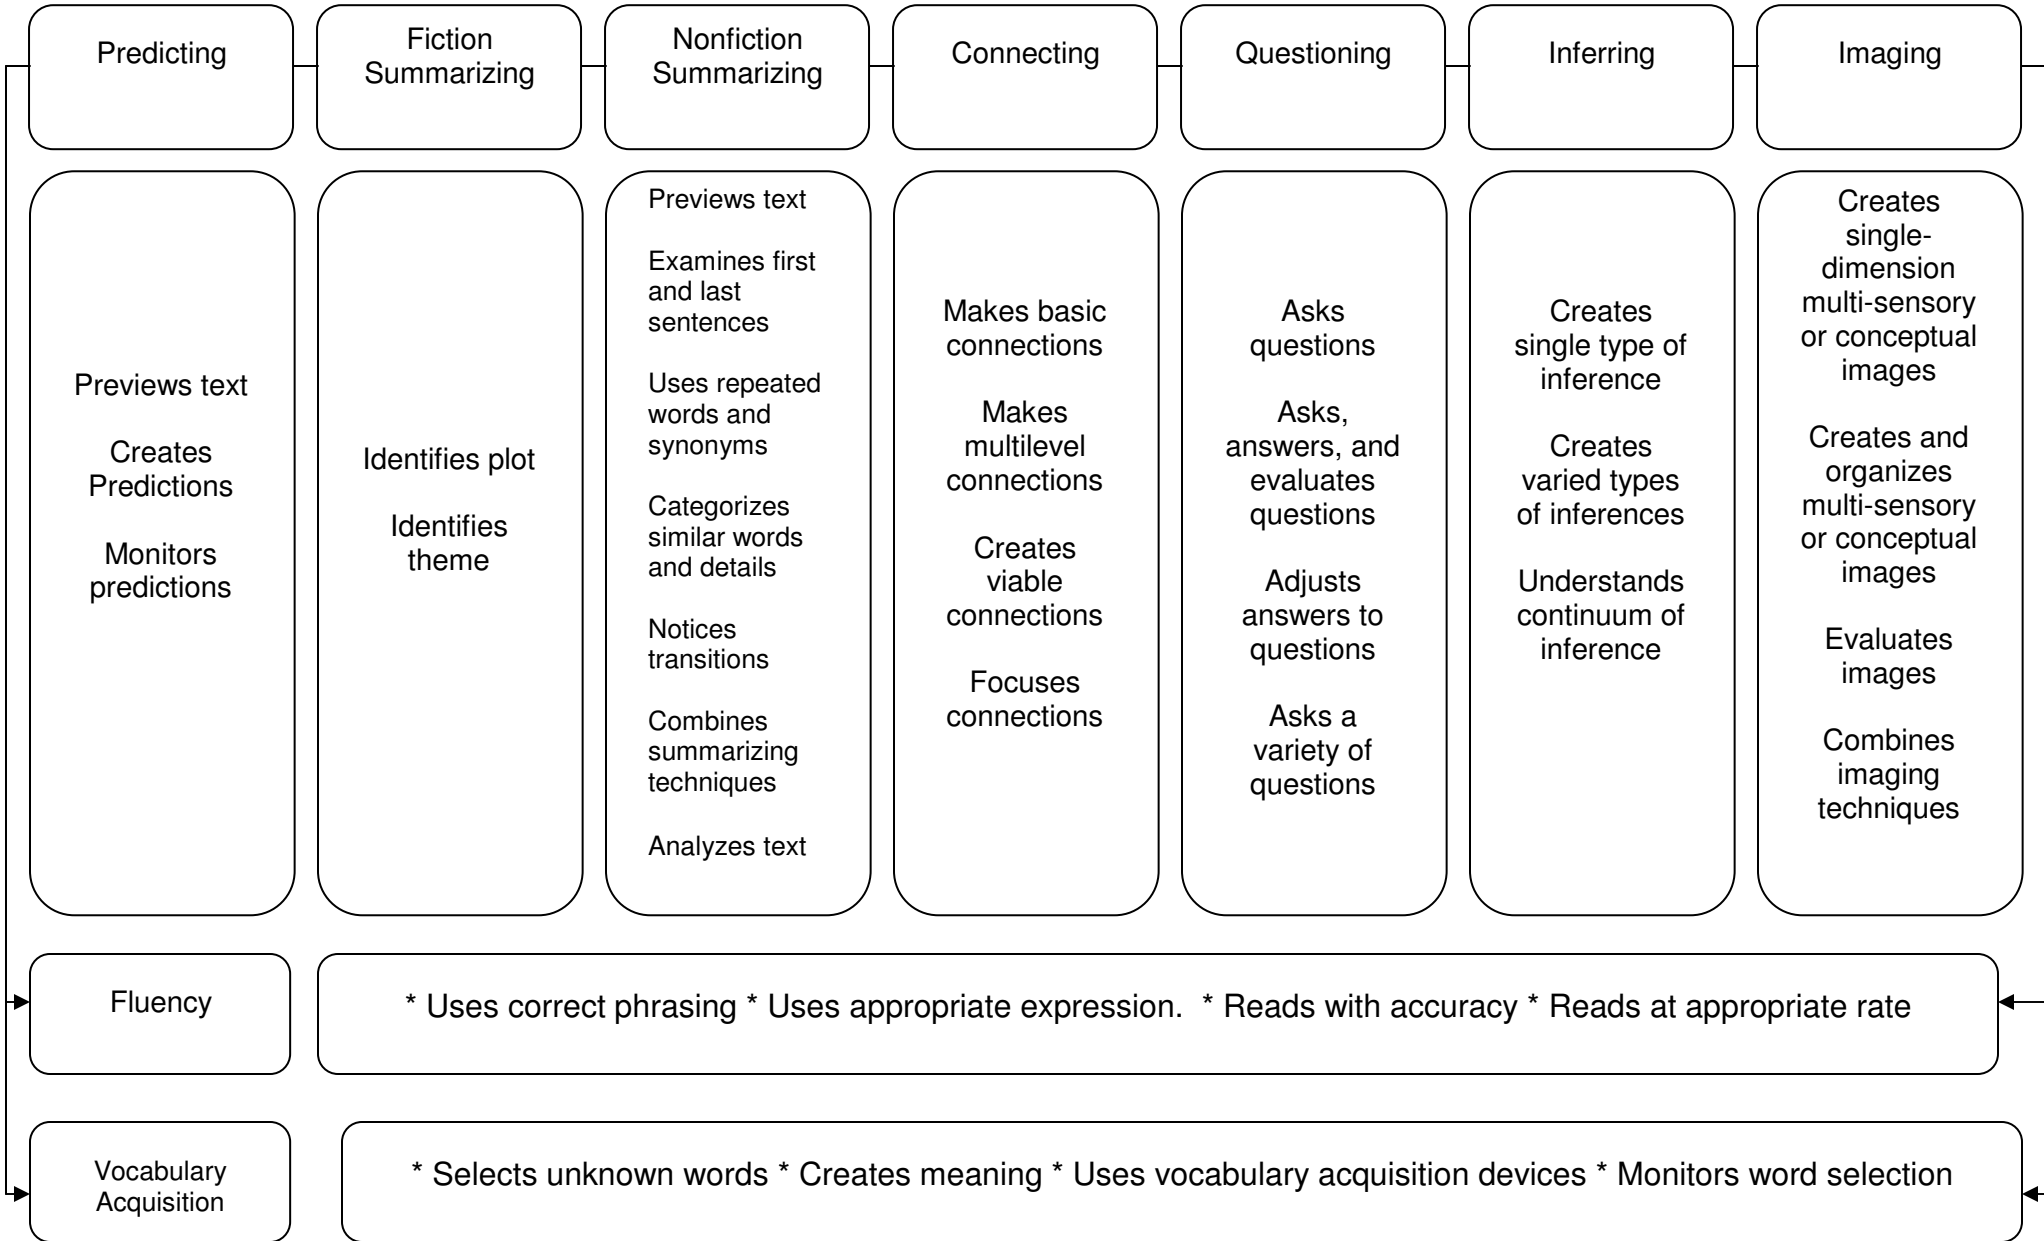 Predicting
Fiction
Summarizing
Nonfiction
Summarizing
Connecting
Questioning
Inferring
Imaging
Previews text
Creates
Predictions
Monitors
predictions
Identifies plot
Identifies
theme
Previews text
Examines first
and last
sentences
Uses repeated
words and
synonyms
Categorizes
similar words
and details
Notices
transitions
Combines
summarizing
techniques
Analyzes text
Makes basic
connections
Makes
multilevel
connections
Creates
viable
connections
Focuses
connections
Asks
questions
Asks,
answers, and
evaluates
questions
Adjusts
answers to
questions
Asks a
variety of
questions
Creates
single type of
inference
Creates
varied types
of inferences
Understands
continuum of
inference
Creates
single-
dimension
multi-sensory
or conceptual
images
Creates and
organizes
multi-sensory
or conceptual
images
Evaluates
images
Combines
imaging
techniques
Fluency
* Uses correct phrasing * Uses appropriate expression.  * Reads with accuracy * Reads at appropriate rate
Vocabulary
Acquisition
* Selects unknown words * Creates meaning * Uses vocabulary acquisition devices * Monitors word selection